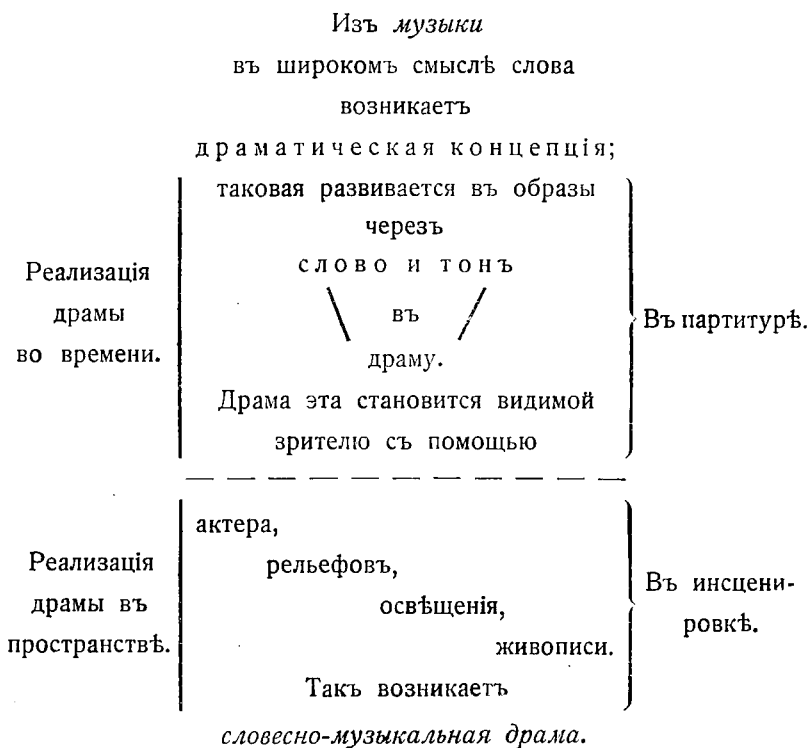 Изъ музыки
въ широкомъ смыслѣ слова
возникаетъ
драматическая концепція;
таковая развивается въ образы
черезъ
слово и тонъ
въ
драму.
Драма эта становится видимой
зрителю съ помощью
Реализація
драмы
во времени.
Въ партитурѣ.
актера,
рельефовъ,
освѣщенія,
живописи.
Такъ возникаетъ
Реализація
драмы въ
пространствѣ.
Въ инсцени-
ровкѣ.
словесно-музыкальная драма.